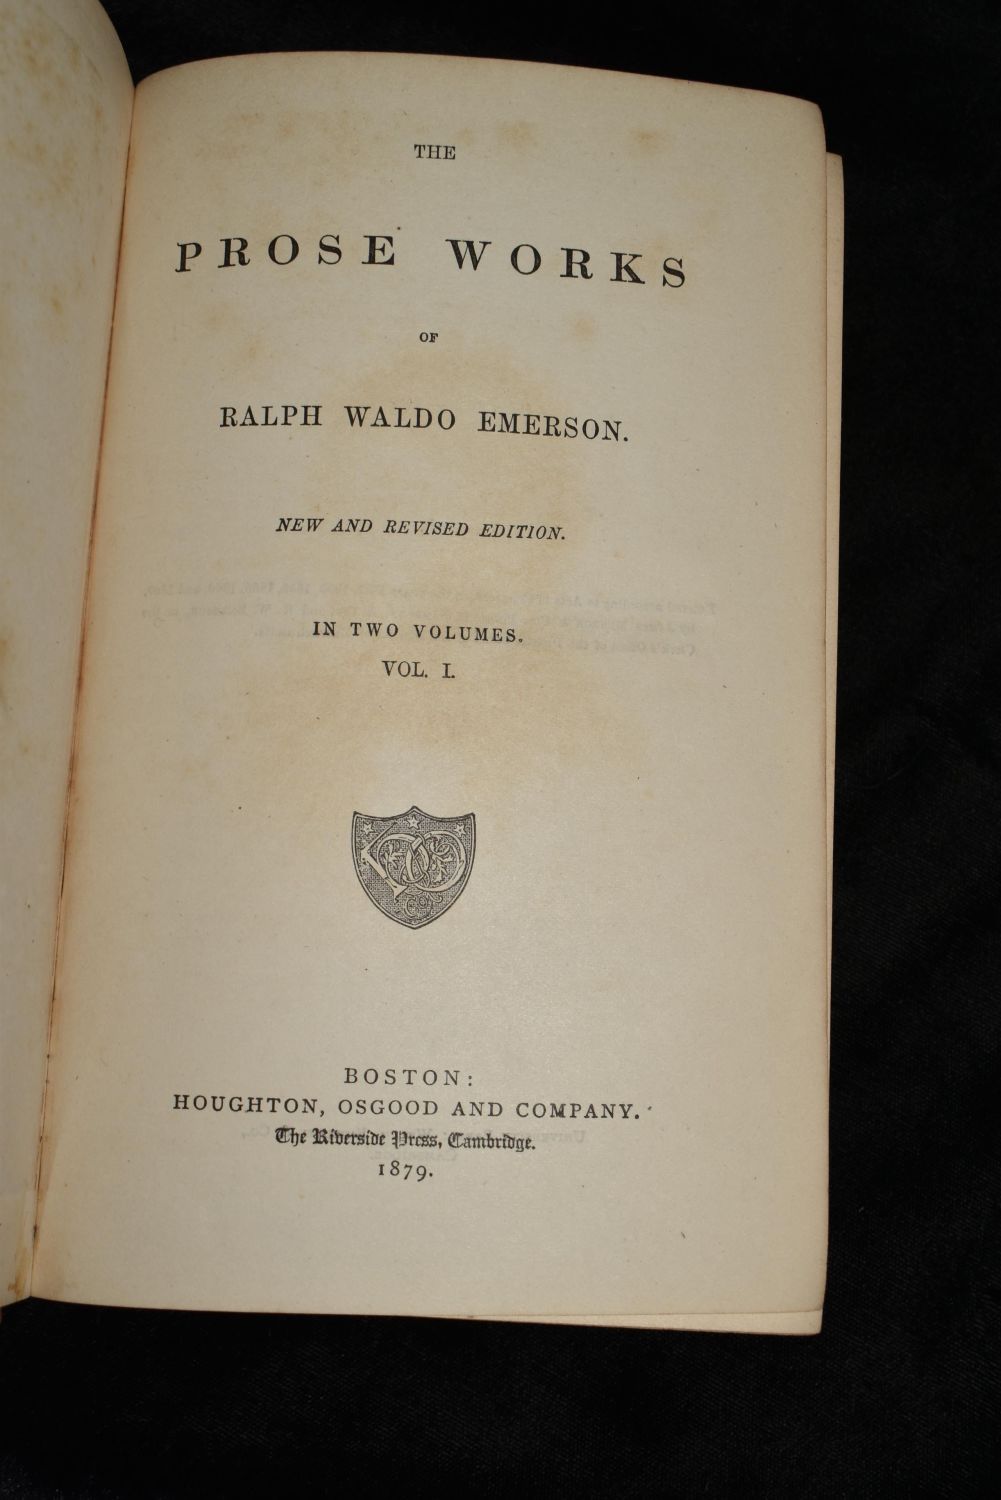 THE
PROSE WORKS
OF
RALPH WALDO EMERSON.
NEW AND REVISED EDITION.
IN TWO VOLUMES.
VOL. I.
BOSTON:
HOUGHTON, OSGOOD AND COMPANY.
The Riverside Press, Cambridge.
1879.